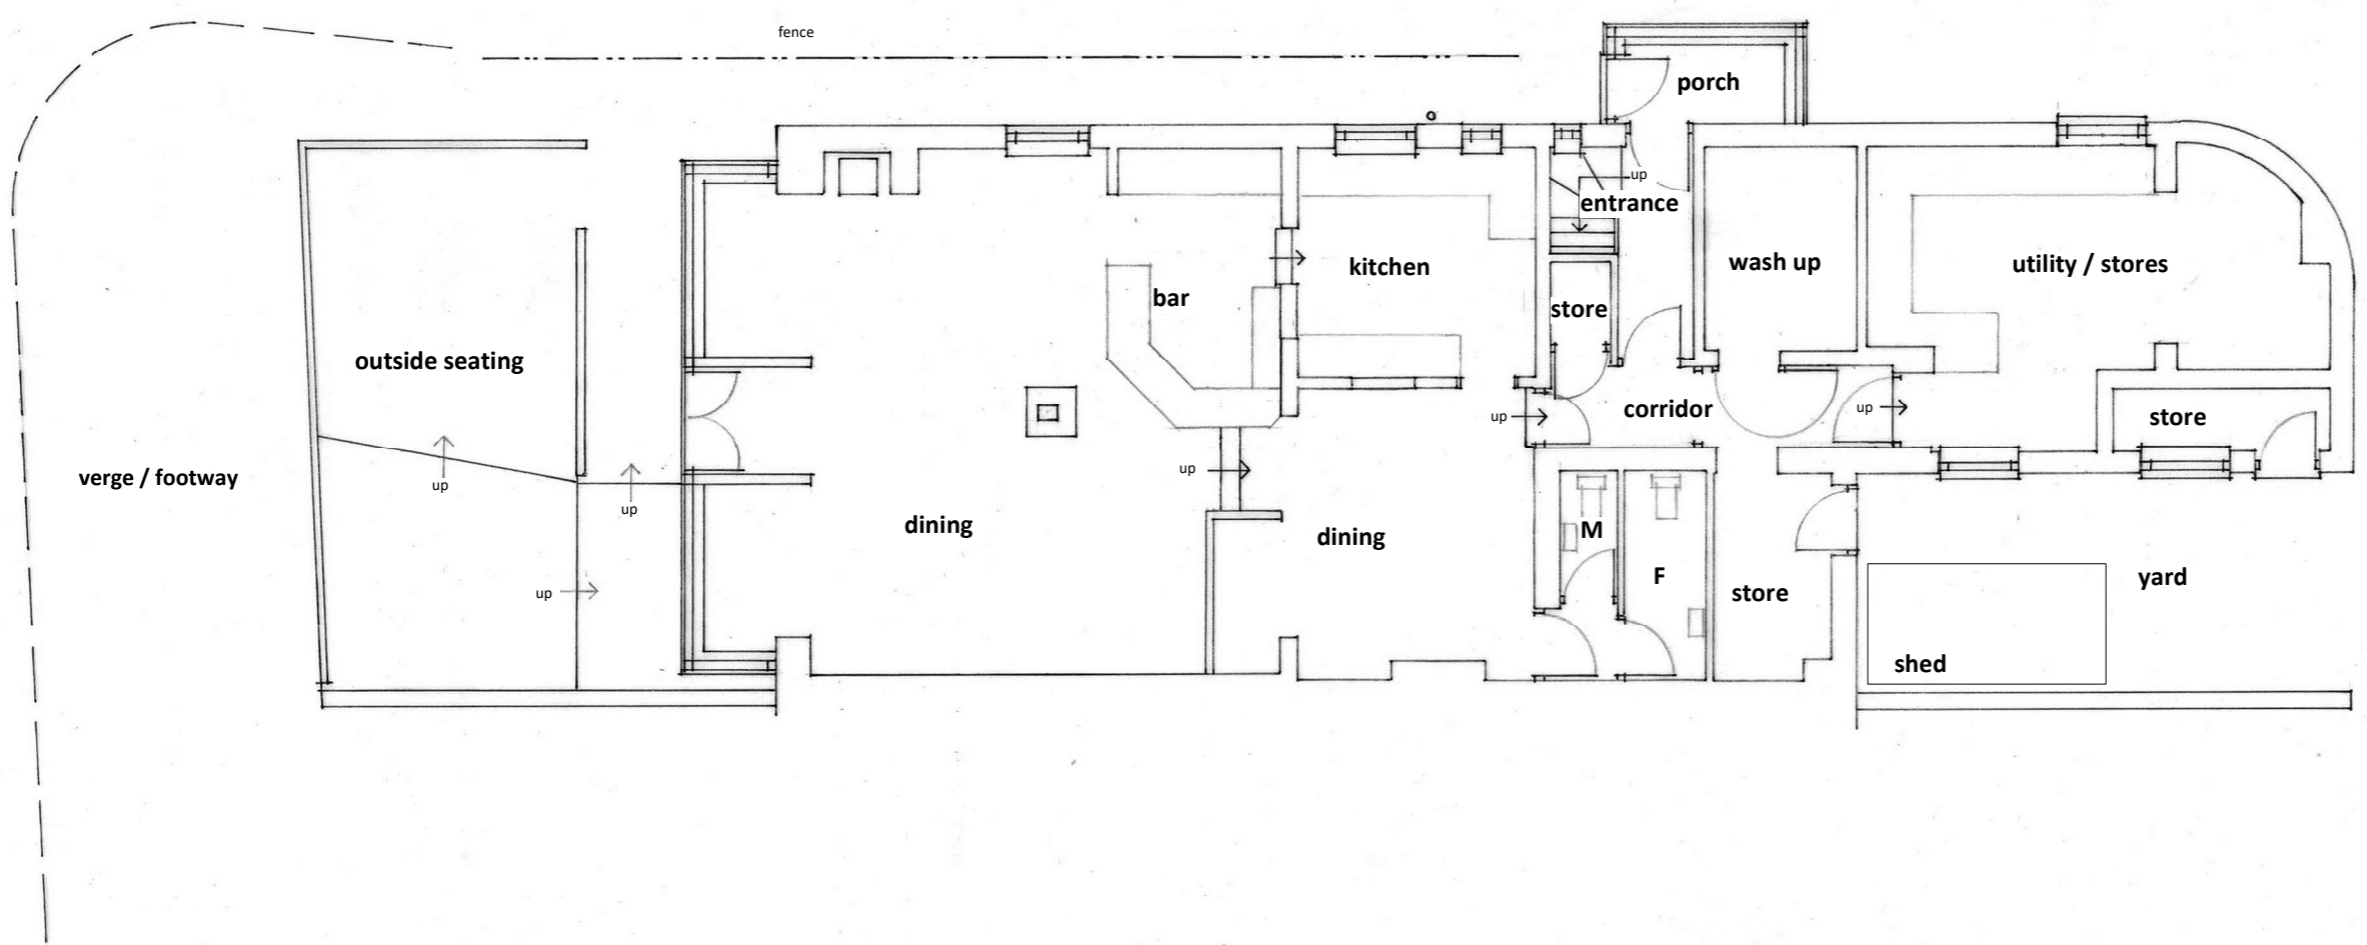 fence
porch
up
entrance
wash up
utility / stores
kitchen
bar
store
outside seating
corridor
up
up
store
verge / footway
up
up
up
dining
dining
M
F
store
yard
up
shed